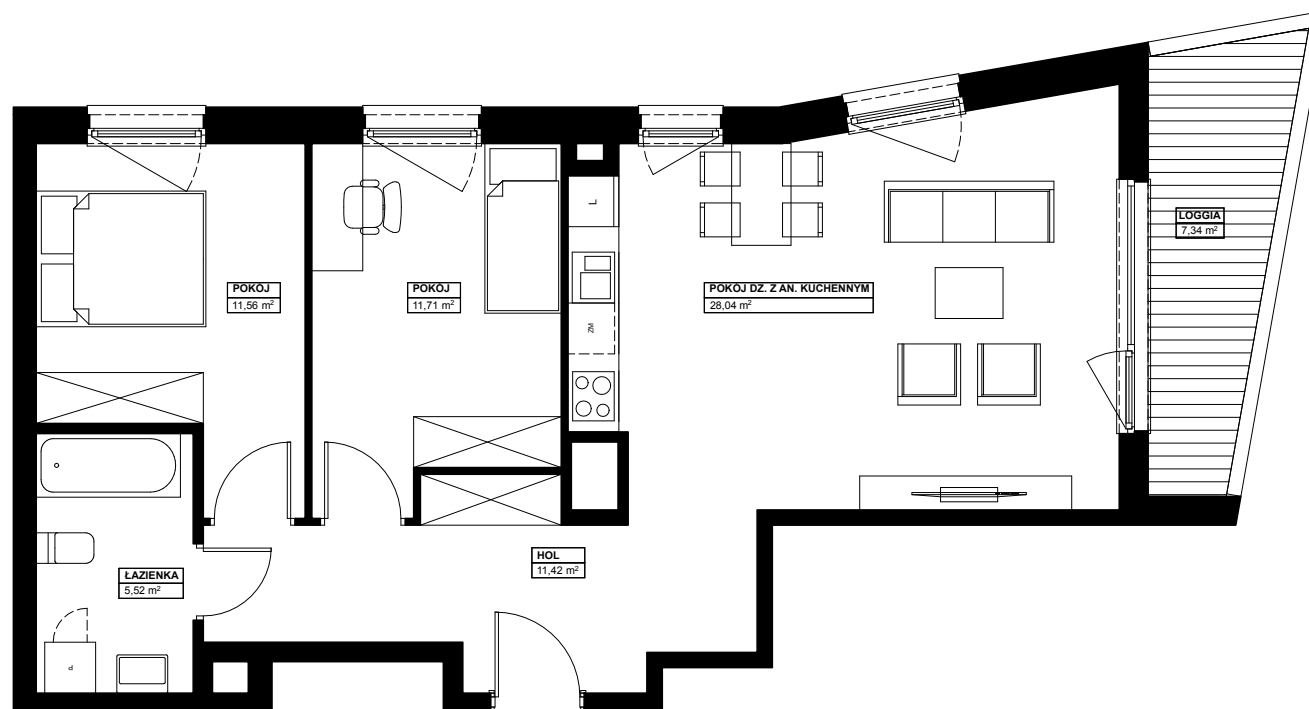 L
LOGGIA
7,34 m²
POKÓJ
11,56 m²
POKÓJ
11,71 m²
POKÓJ DZ. Z AN. KUCHENNYM
28,04 m²
ZM
HOL
11,42 m²
ŁAZIENKA
5,52 m²
P